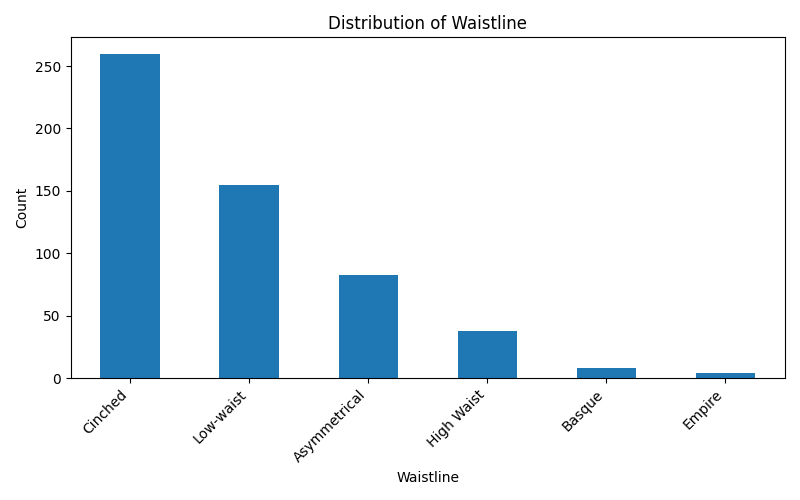 Distribution of Waistline
Count
250
200
150
100
50
0
Cinched
Low-waist
Asymmetrical
High Waist
Basque
Empire
Waistline